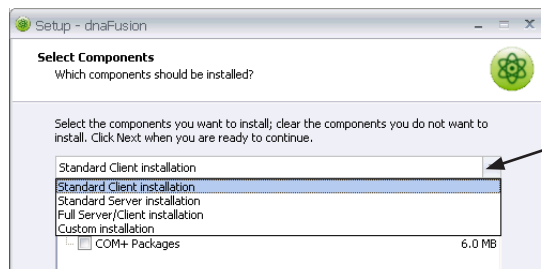 Setup - dnaFusion
Select Components
Which components should be installed?
Select the components you want to install; clear the components you do not want to
install. Click Next when you are ready to continue.
Standard Client installation
Standard Client installation
Standard Server installation
Full Server/Client installation
Custom installation
COM+ Packages 6.0 MB